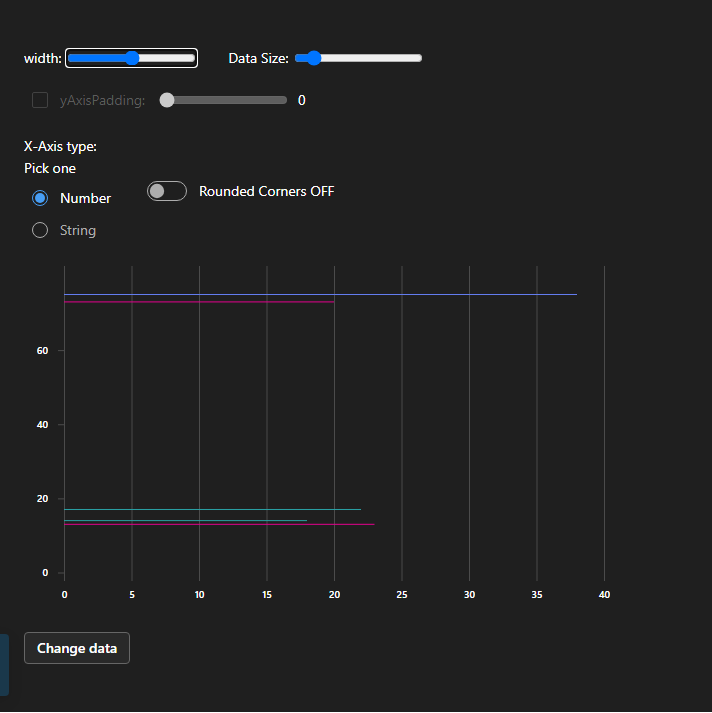 width: Data Size:
yAxisPadding: 0
X-Axis type:
Pick one
Number
Rounded Corners OFF
String
60
40
20
0
0 5 10 15 20 25 30 35 40
Change data